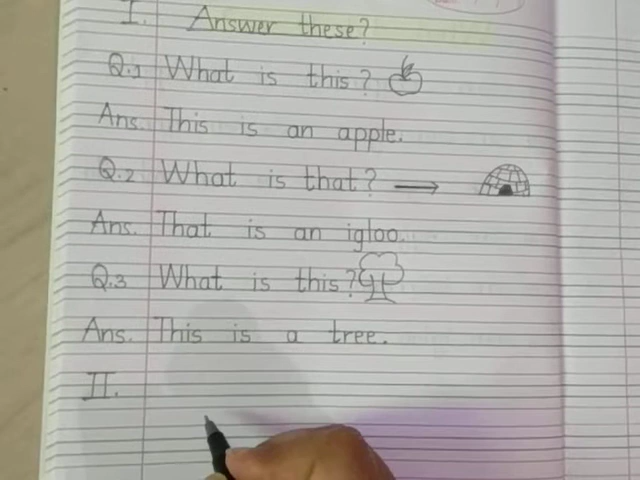 I. Answer these?
Q.1 What is this?
Ans. This is an apple.
Q.2 What is that?
Ans. That is an igloo.
Q.3 What is this?
Ans. This is a tree.
II.